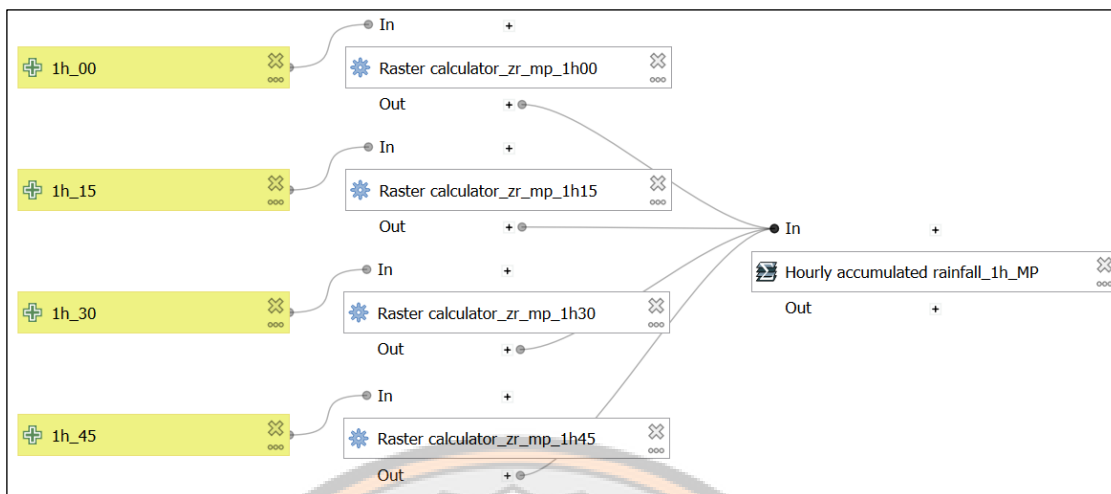 In
1h_00
Raster calculator_zr_mp_1h00
Out
In
1h_15
Raster calculator_zr_mp_1h15
Out
In
Hourly accumulated rainfall_1h_MP
Out
In
1h_30
Raster calculator_zr_mp_1h30
Out
In
1h_45
Raster calculator_zr_mp_1h45
Out